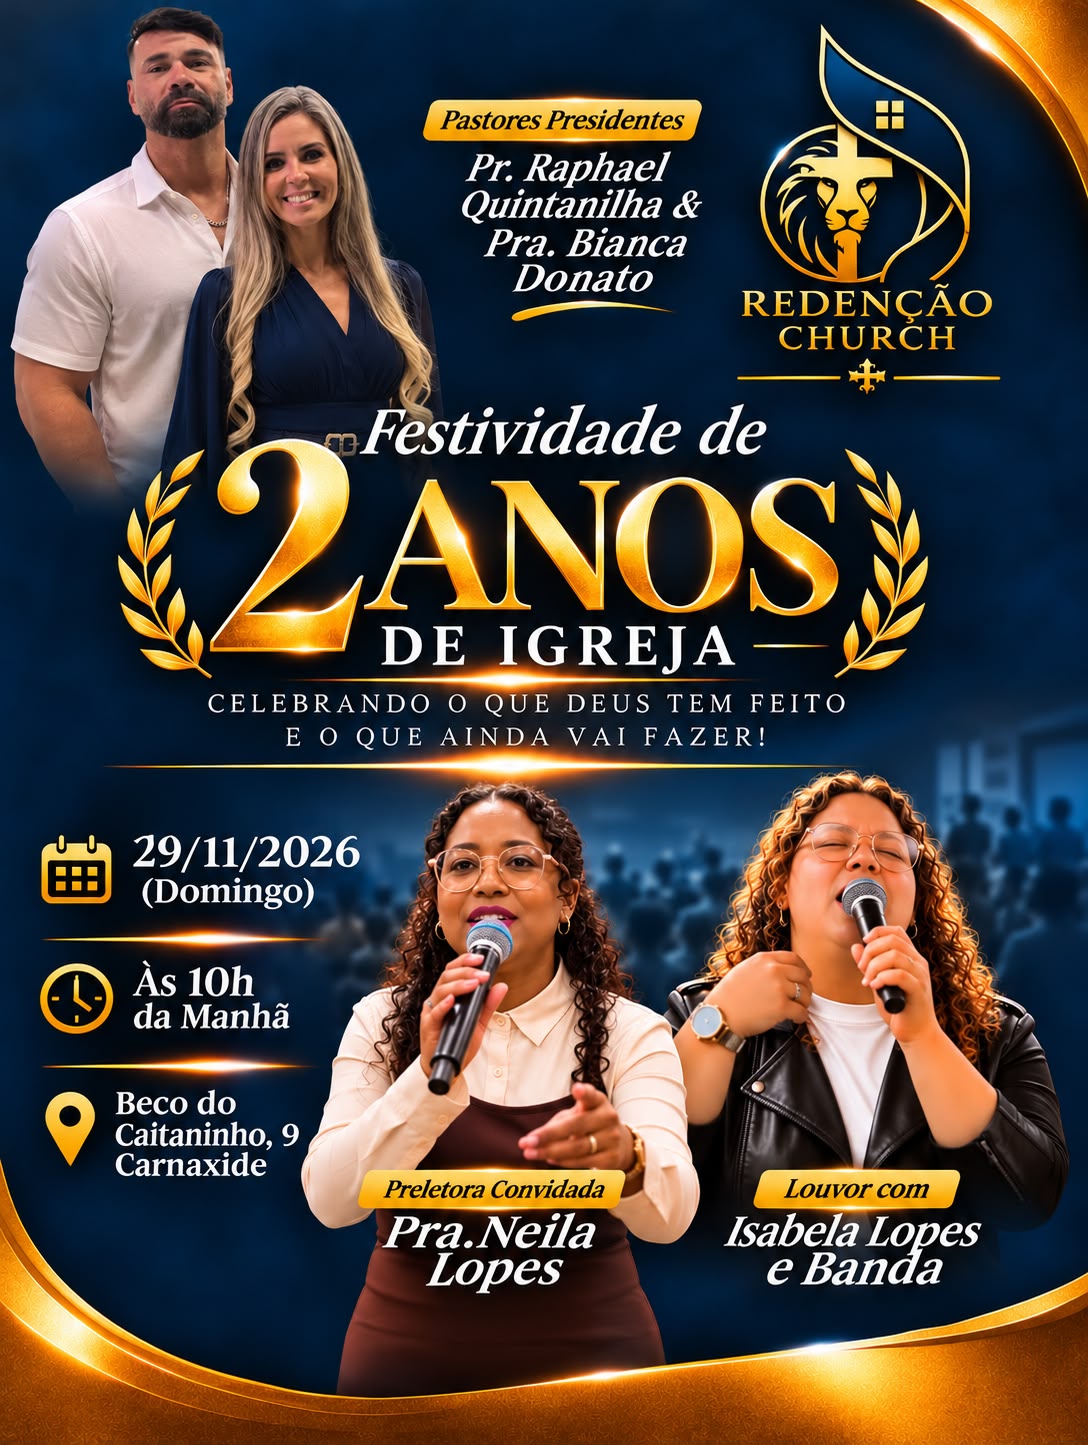 Pastores Presidentes
Pr. Raphael
Quintanilha &
Pra. Bianca
Donato
REDENÇÃO
CHURCH
Festividade de
2 ANOS
DE IGREJA
CELEBRANDO O QUE DEUS TEM FEITO
E O QUE AINDA VAI FAZER!
29/11/2026
(Domingo)
Às 10h
da Manhã
Beco do
Caitaninho, 9
Carnaxide
Preletora Convidada
Pra.Neila
Lopes
Louvor com
Isabela Lopes
e Banda